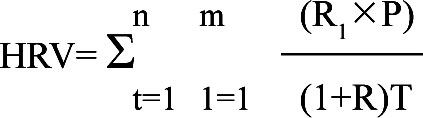 n m (R₁×P)
HRV=Σ
t=1 1=1 (1+R)T